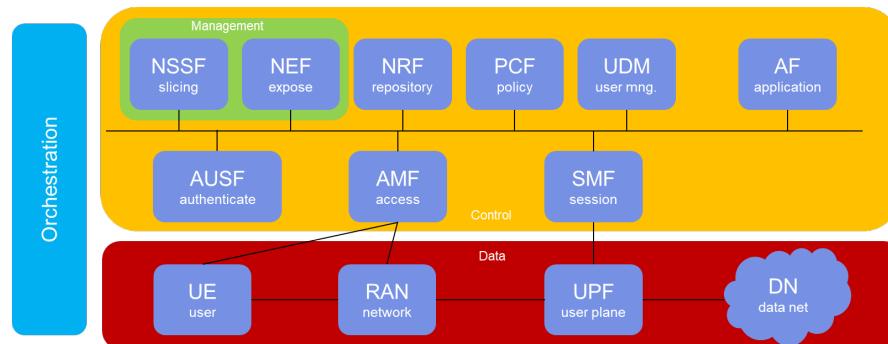 Orchestration
Management
NSSF
slicing
NEF
expose
NRF
repository
PCF
policy
UDM
user mng.
AF
application
AUSF
authenticate
AMF
access
SMF
session
Control
Data
UE
user
RAN
network
UPF
user plane
DN
data net